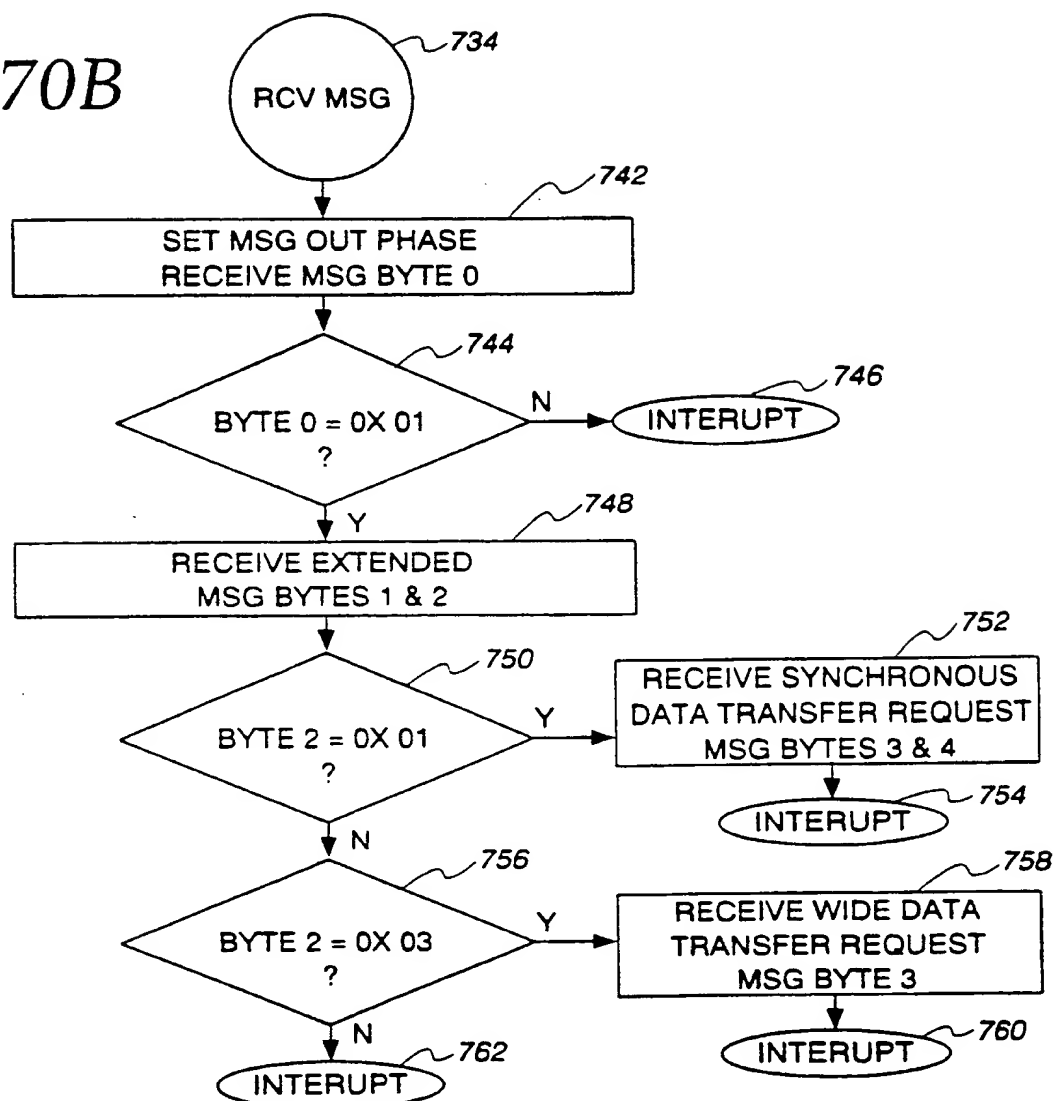 70B
734
RCV MSG
742
SET MSG OUT PHASE
RECEIVE MSG BYTE 0
744
BYTE 0 = 0X 01
?
N
746
INTERUPT
Y
748
RECEIVE EXTENDED
MSG BYTES 1 & 2
750
BYTE 2 = 0X 01
?
Y
752
RECEIVE SYNCHRONOUS
DATA TRANSFER REQUEST
MSG BYTES 3 & 4
754
INTERUPT
N
756
BYTE 2 = 0X 03
?
Y
758
RECEIVE WIDE DATA
TRANSFER REQUEST
MSG BYTE 3
760
INTERUPT
N
762
INTERUPT